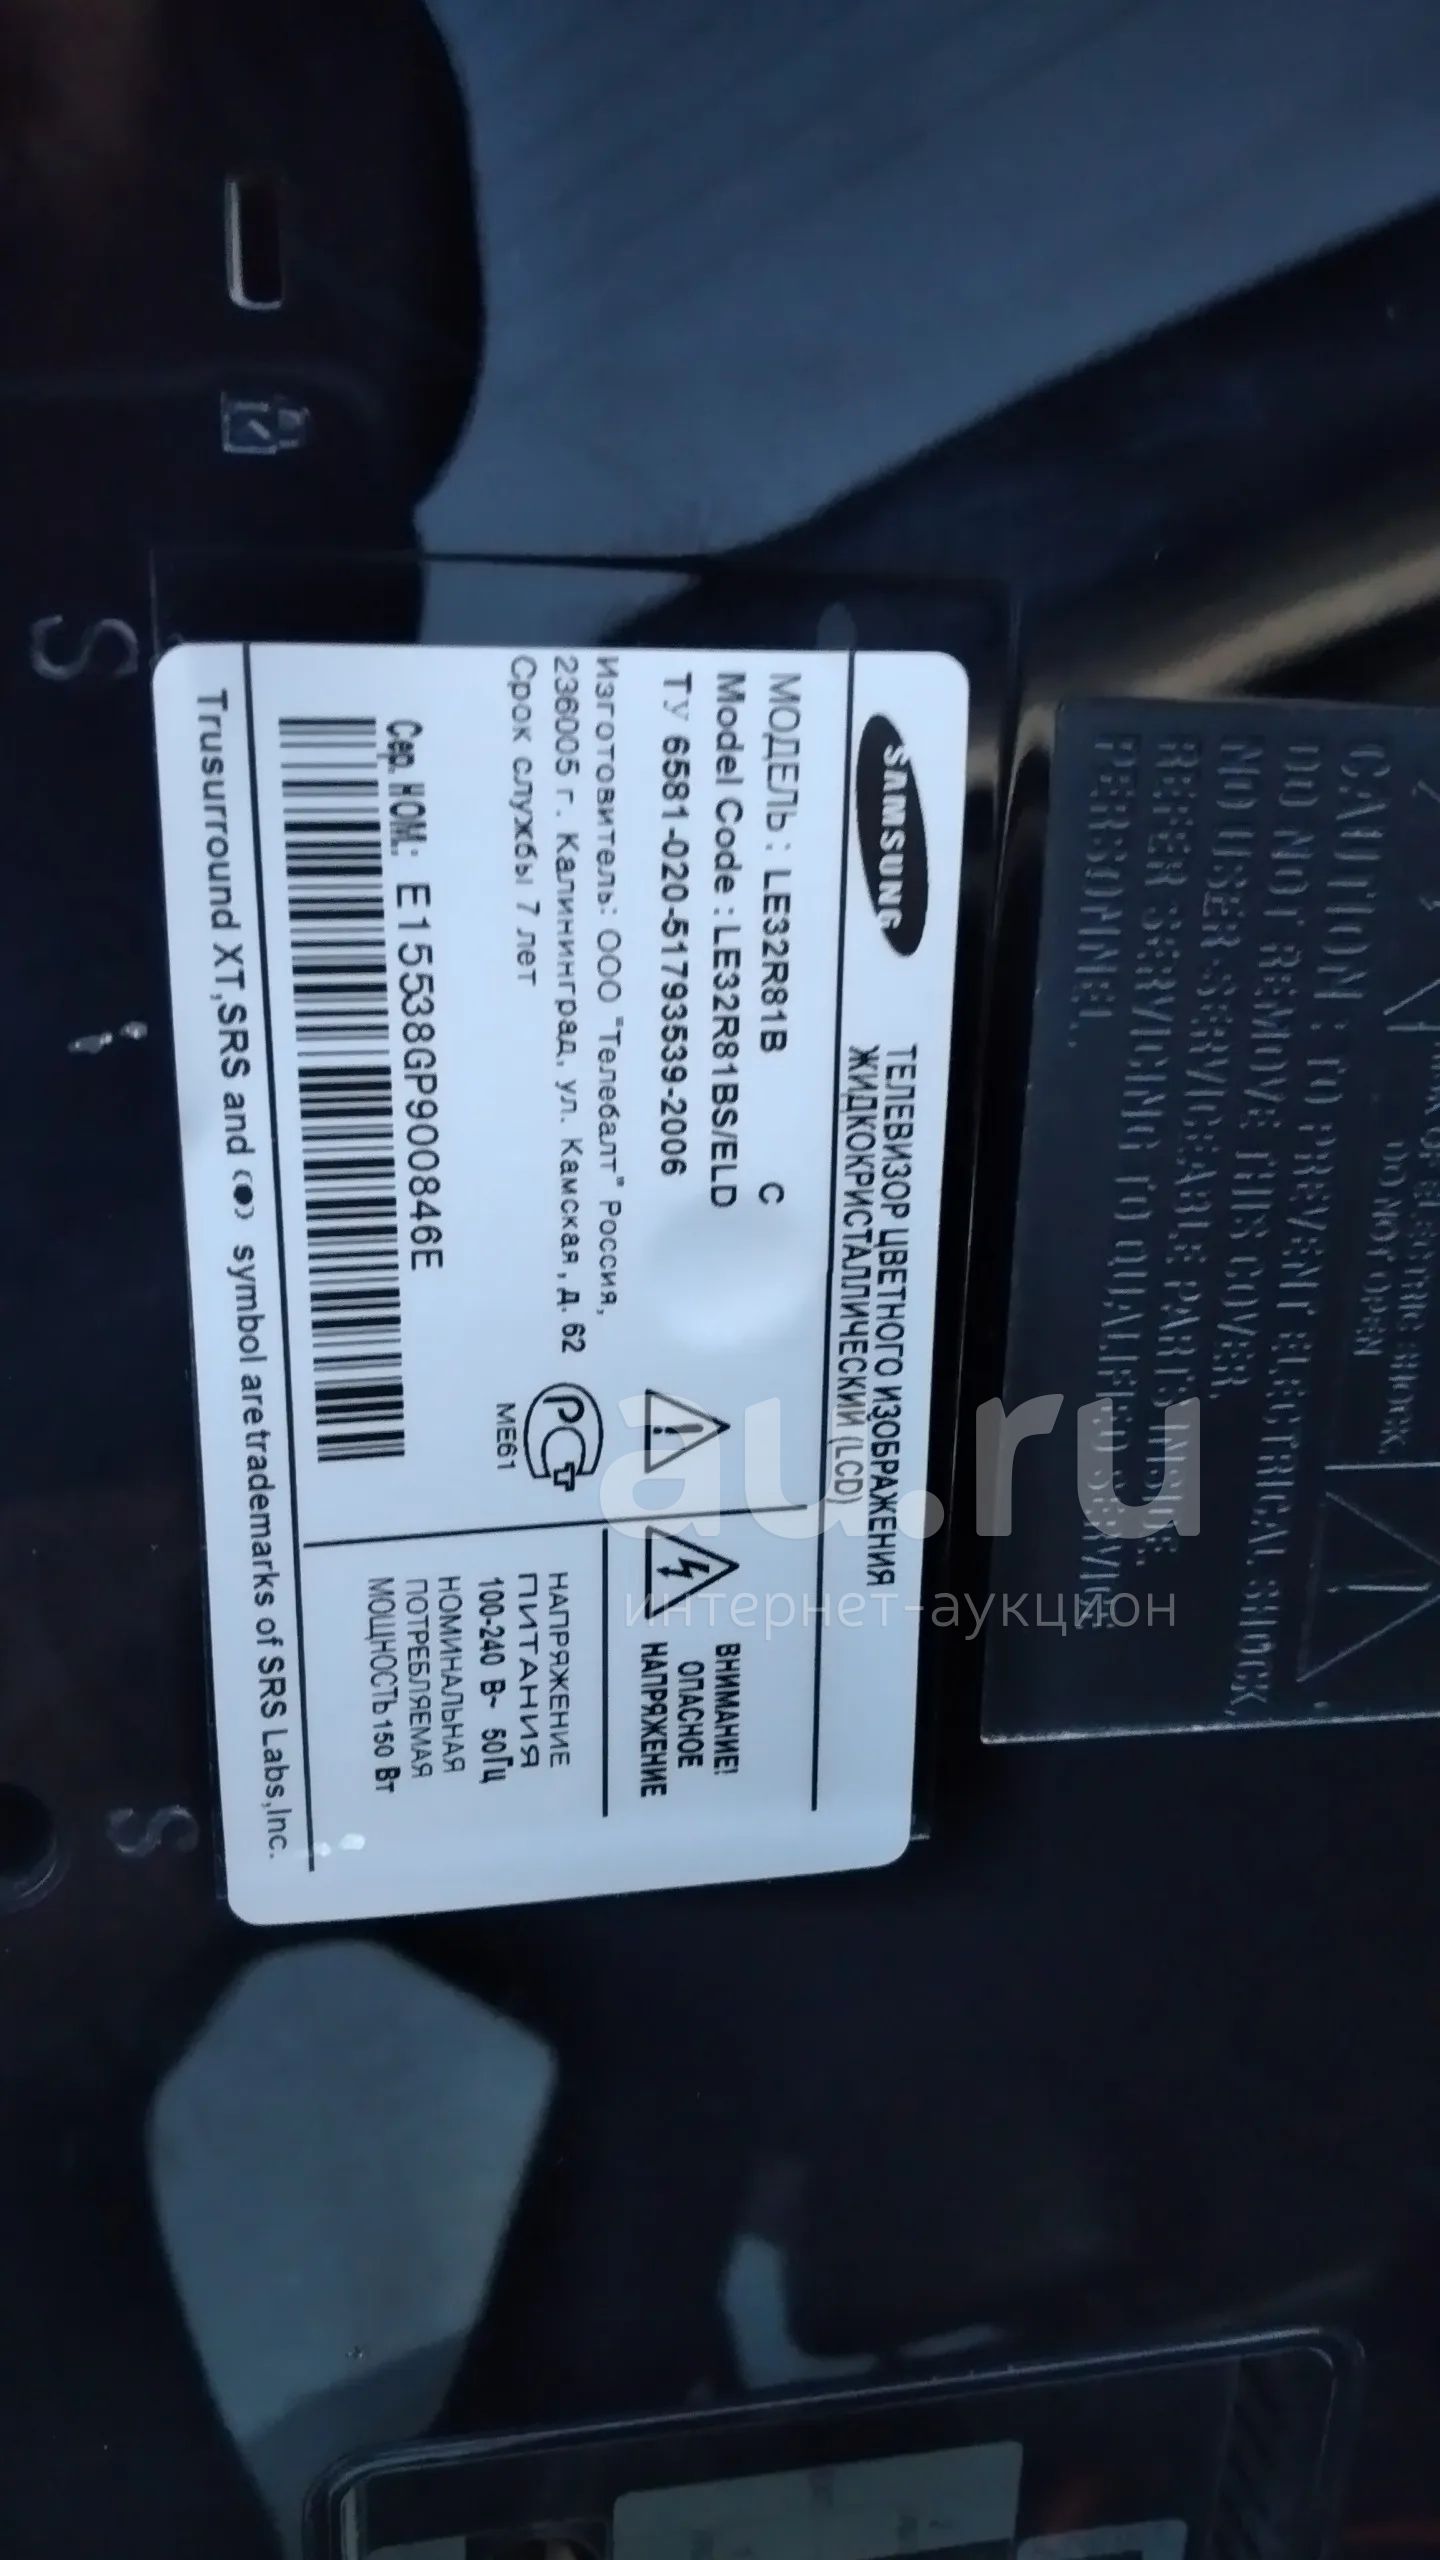 DO NOT OPEN
CAUTION : TO PREVENT ELECTRICAL SHOCK,
DO NOT REMOVE THIS COVER.
NO USER SERVICEABLE PARTS INSIDE.
REFER SERVICING TO QUALIFIED SERVICE
PERSONNEL.
SAMSUNG
ТЕЛЕВИЗОР ЦВЕТНОГО ИЗОБРАЖЕНИЯ
ЖИДКОКРИСТАЛЛИЧЕСКИЙ (LCD)
МОДЕЛЬ : LE32R81B C
Model Code : LE32R81BS/ELD
ТУ 6581-020-51793539-2006
Изготовитель: ООО "Телебалт" Россия,
236005 г. Калининград, ул. Камская, д. 62
Срок службы 7 лет
РСТ
ME61
Сер. НОМ.: E15538GP900846E
ВНИМАНИЕ!
ОПАСНОЕ
НАПРЯЖЕНИЕ
НАПРЯЖЕНИЕ
ПИТАНИЯ
100-240 В~ 50Гц
НОМИНАЛЬНАЯ
ПОТРЕБЛЯЕМАЯ
МОЩНОСТЬ 150 Вт
Trusurround XT,SRS and (●) symbol are trademarks of SRS Labs,Inc.
S
S
au.ru
интернет-аукцион